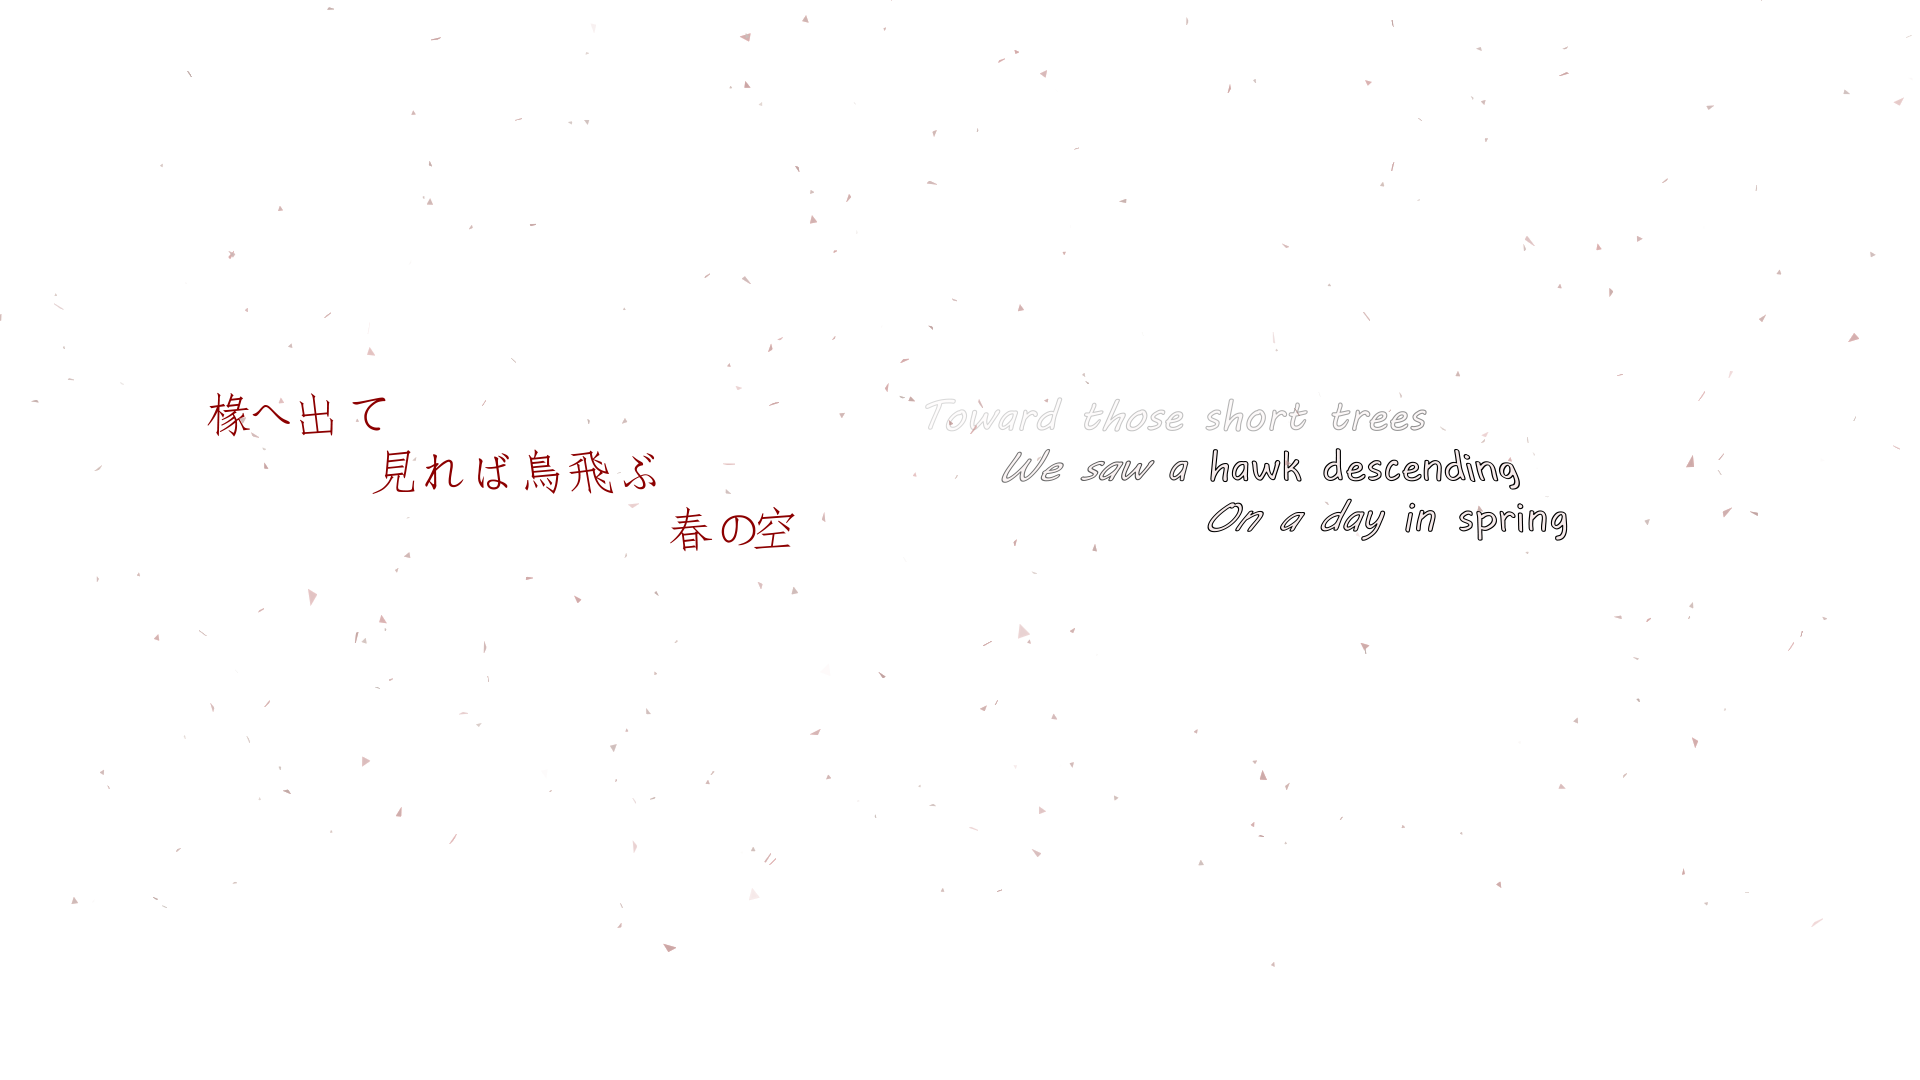 椽へ出て
見れば鳥飛ぶ
春の空
Toward those short trees
We saw a hawk descending
On a day in spring